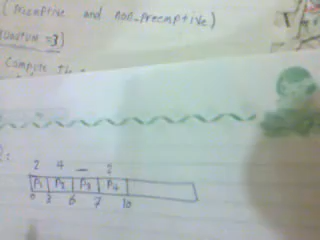 ( Preemptive and non-preemptive)
Quantum =3)
Compute the
2 4 — 2
P1 P2 P3 P4
0 3 6 7 10